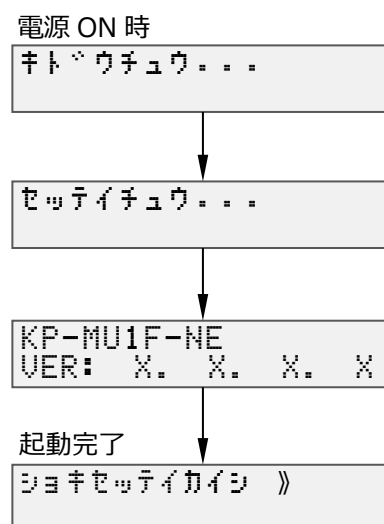 電源 ON 時
キドウチュウ...
セッテイチュウ...
KP-MU1F-NE
VER: X. X. X. X
起動完了
ショキセッテイカイシ 》